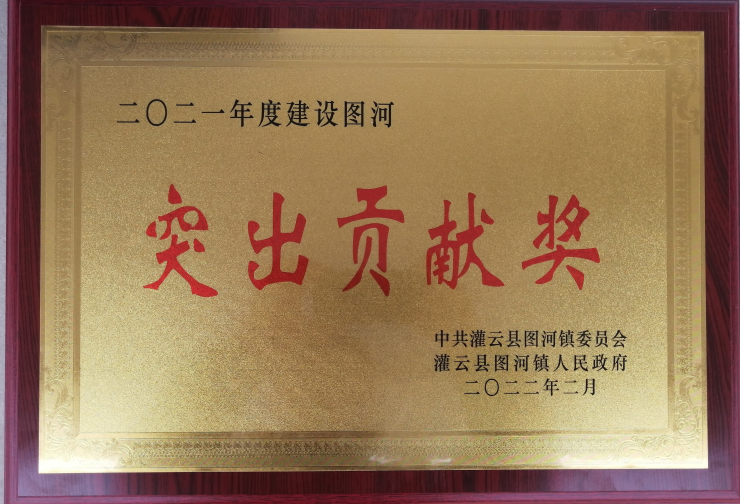 二〇二一年度建设图河
突出贡献奖
中共灌云县图河镇委员会
灌云县图河镇人民政府
二〇二二年二月